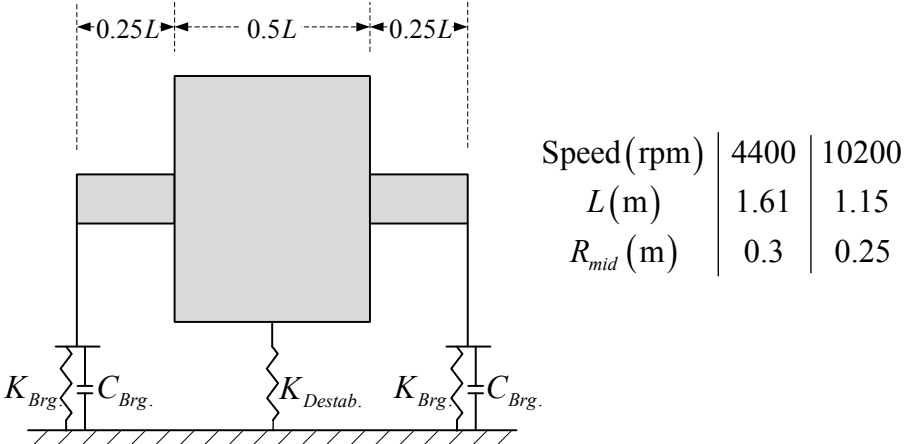 0.25L 0.5L 0.25L
Speed (rpm) 4400 10200
L (m) 1.61 1.15
R_mid (m) 0.3 0.25
K_Brg. C_Brg. K_Destab. K_Brg. C_Brg.